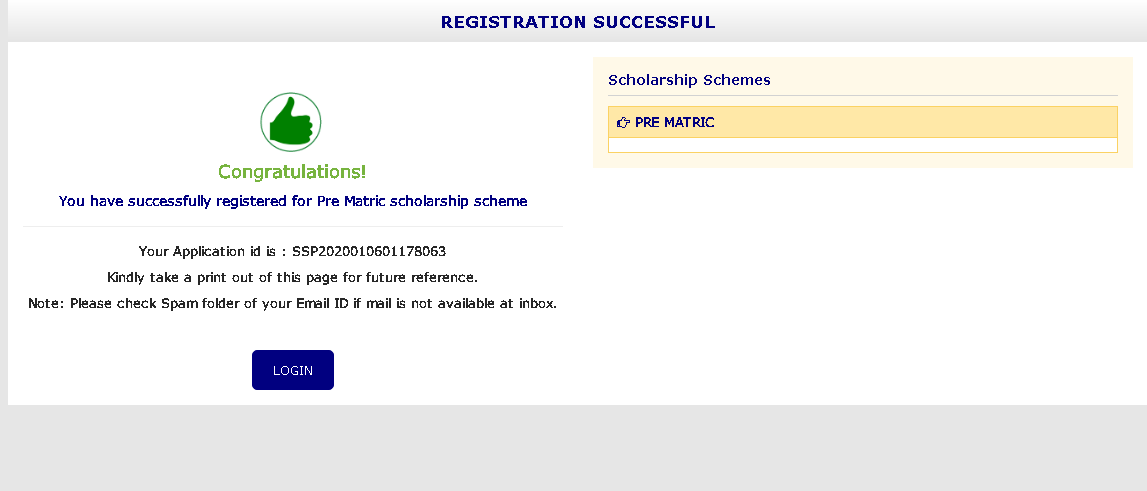 REGISTRATION SUCCESSFUL
Congratulations!
You have successfully registered for Pre Matric scholarship scheme
Your Application id is : SSP2020010601178063
Kindly take a print out of this page for future reference.
Note: Please check Spam folder of your Email ID if mail is not available at inbox.
LOGIN
Scholarship Schemes
PRE MATRIC